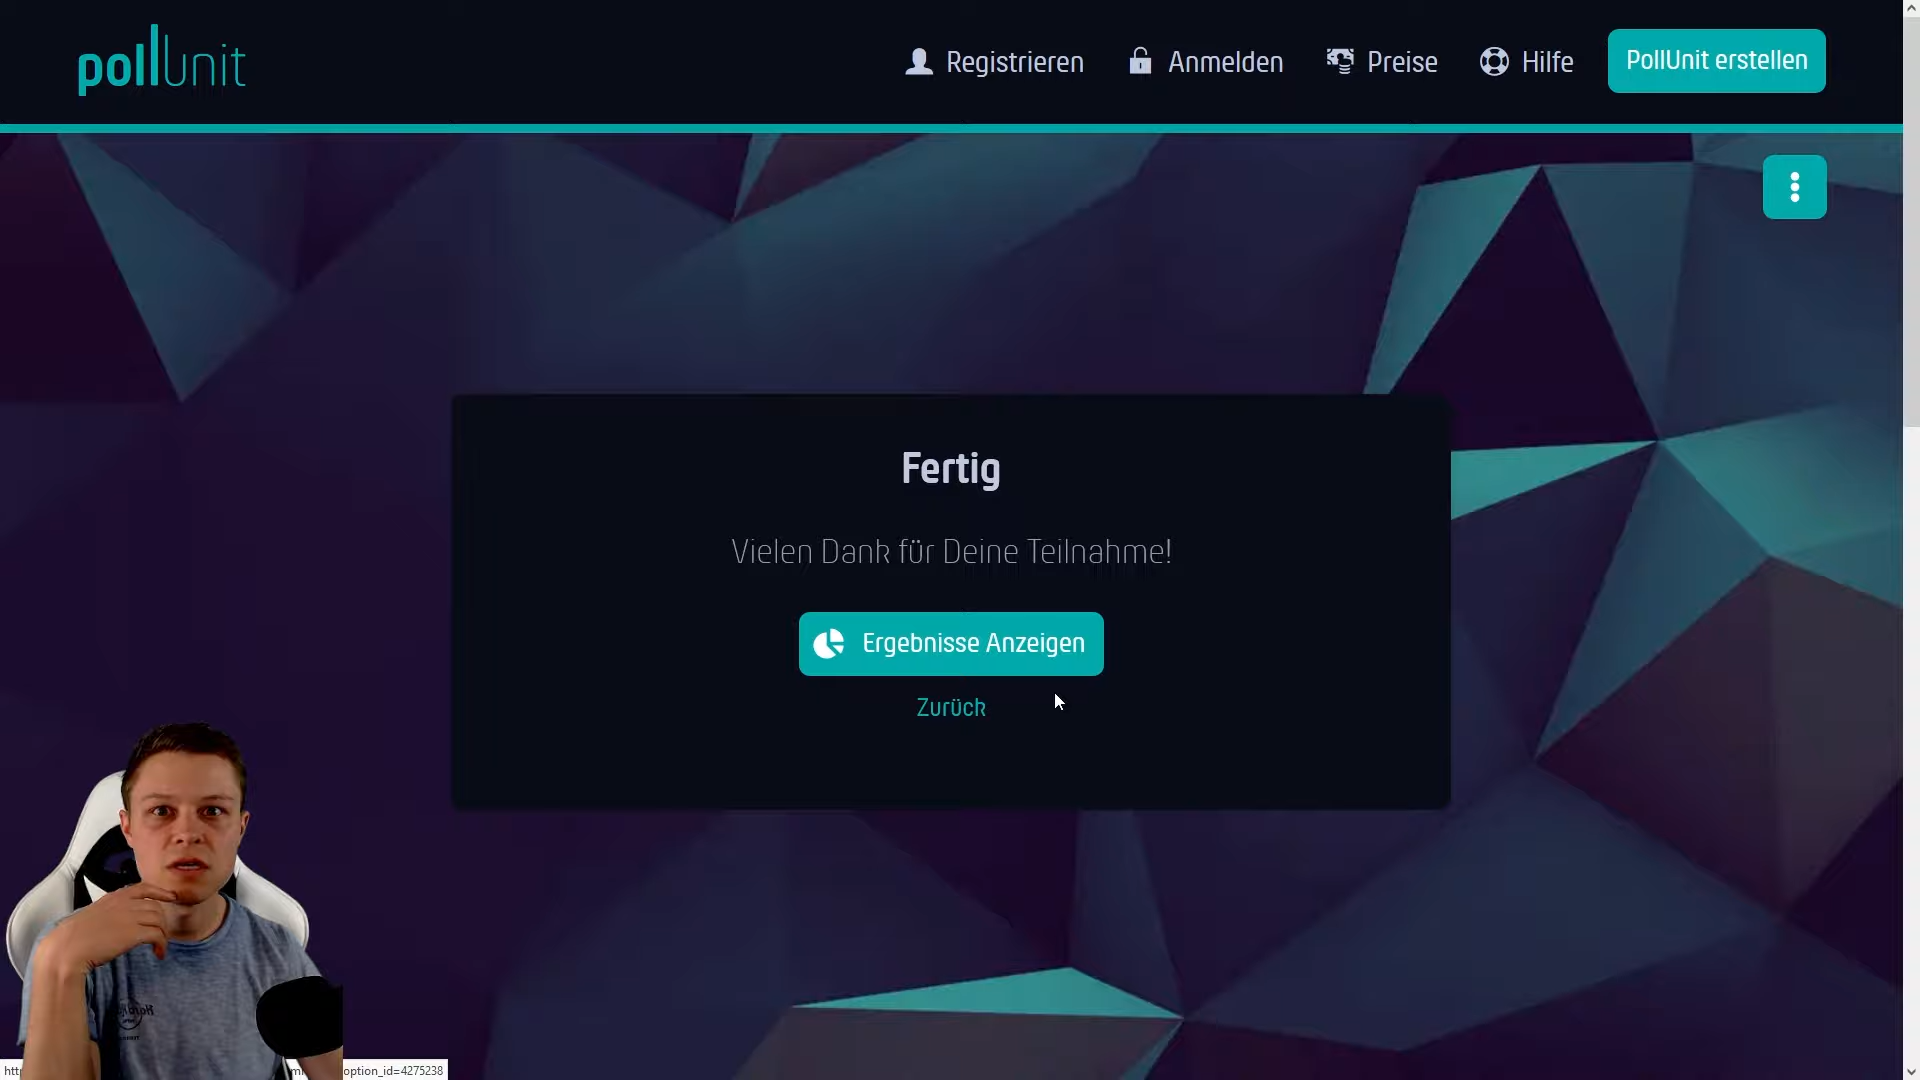 pollUnit
Registrieren
Anmelden
Preise
Hilfe
PollUnit erstellen
Fertig
Vielen Dank für Deine Teilnahme!
Ergebnisse Anzeigen
Zurück
option_id=4275238